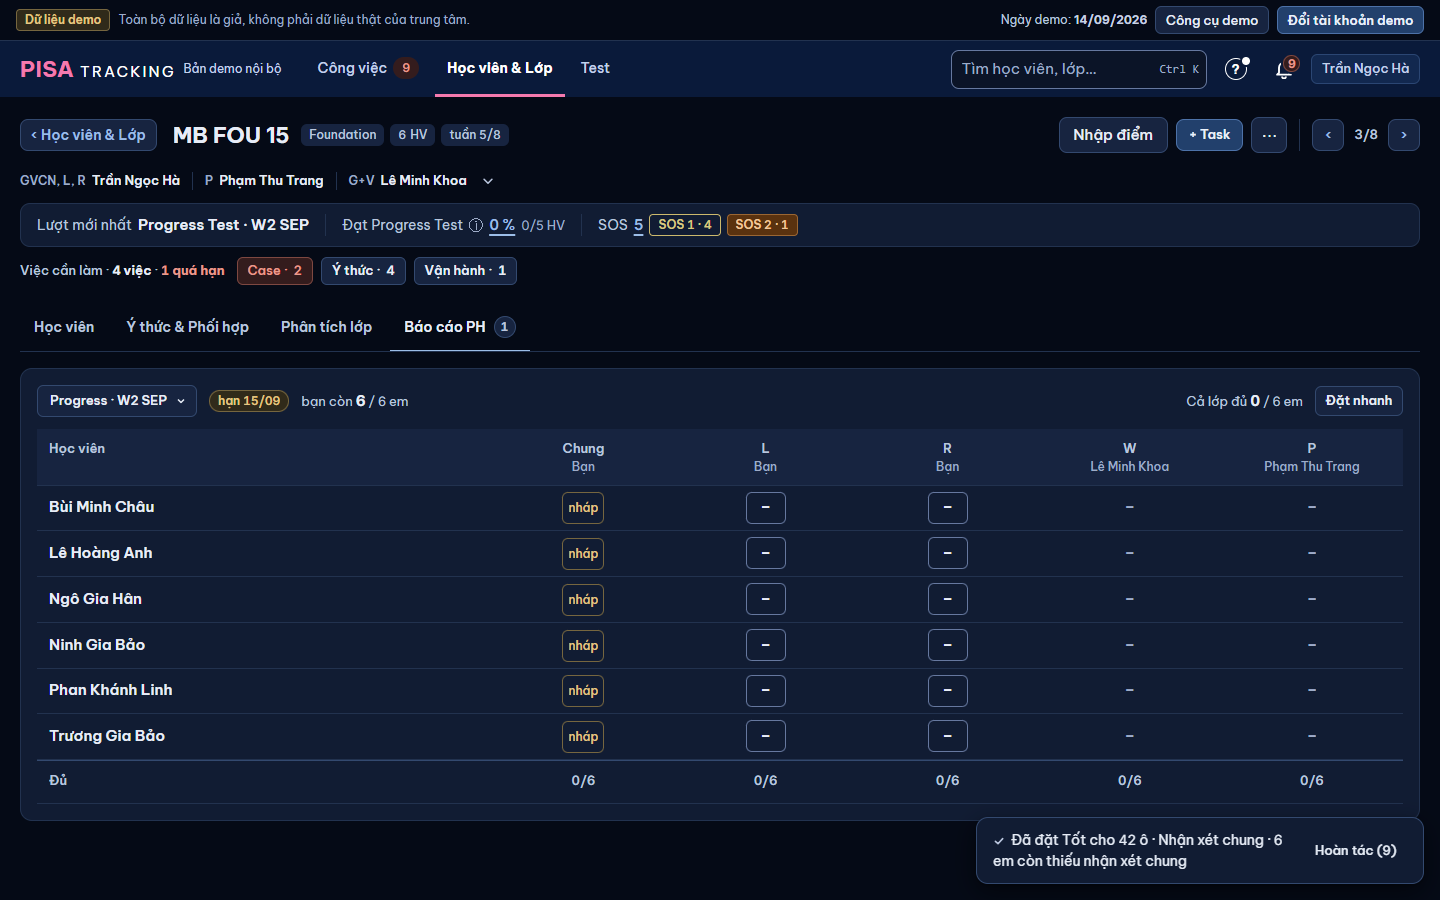 Dữ liệu demo Toàn bộ dữ liệu là giả, không phải dữ liệu thật của trung tâm. Ngày demo: 14/09/2026 Công cụ demo Đổi tài khoản demo
PISA TRACKING Bản demo nội bộ Công việc 9 Học viên & Lớp Test Tìm học viên, lớp... Ctrl K ? 9 Trần Ngọc Hà
‹ Học viên & Lớp MB FOU 15 Foundation 6 HV tuần 5/8 Nhập điểm + Task ... ‹ 3/8 ›
GVCN, L, R Trần Ngọc Hà P Phạm Thu Trang G+V Lê Minh Khoa
Lượt mới nhất Progress Test · W2 SEP Đạt Progress Test ⓘ 0 % 0/5 HV SOS 5 SOS 1 · 4 SOS 2 · 1
Việc cần làm · 4 việc · 1 quá hạn Case · 2 Ý thức · 4 Vận hành · 1
Học viên Ý thức & Phối hợp Phân tích lớp Báo cáo PH 1
Progress · W2 SEP hạn 15/09 bạn còn 6 / 6 em Cả lớp đủ 0 / 6 em Đặt nhanh
Học viên Chung L R W P
Bạn Bạn Bạn Lê Minh Khoa Phạm Thu Trang
Bùi Minh Châu nháp – – – –
Lê Hoàng Anh nháp – – – –
Ngô Gia Hân nháp – – – –
Ninh Gia Bảo nháp – – – –
Phan Khánh Linh nháp – – – –
Trương Gia Bảo nháp – – – –
Đủ 0/6 0/6 0/6 0/6 0/6
✓ Đã đặt Tốt cho 42 ô · Nhận xét chung · 6
em còn thiếu nhận xét chung
Hoàn tác (9)